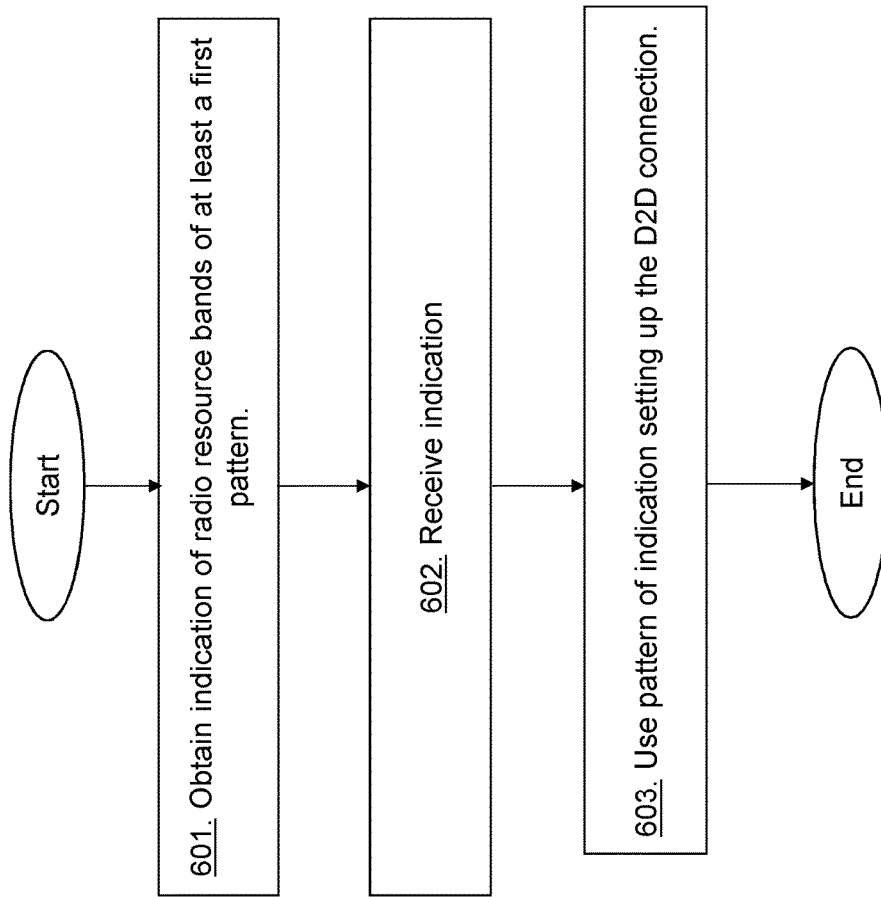 Start
601. Obtain indication of radio resource bands of at least a first
pattern.
602. Receive indication
603. Use pattern of indication setting up the D2D connection.
End